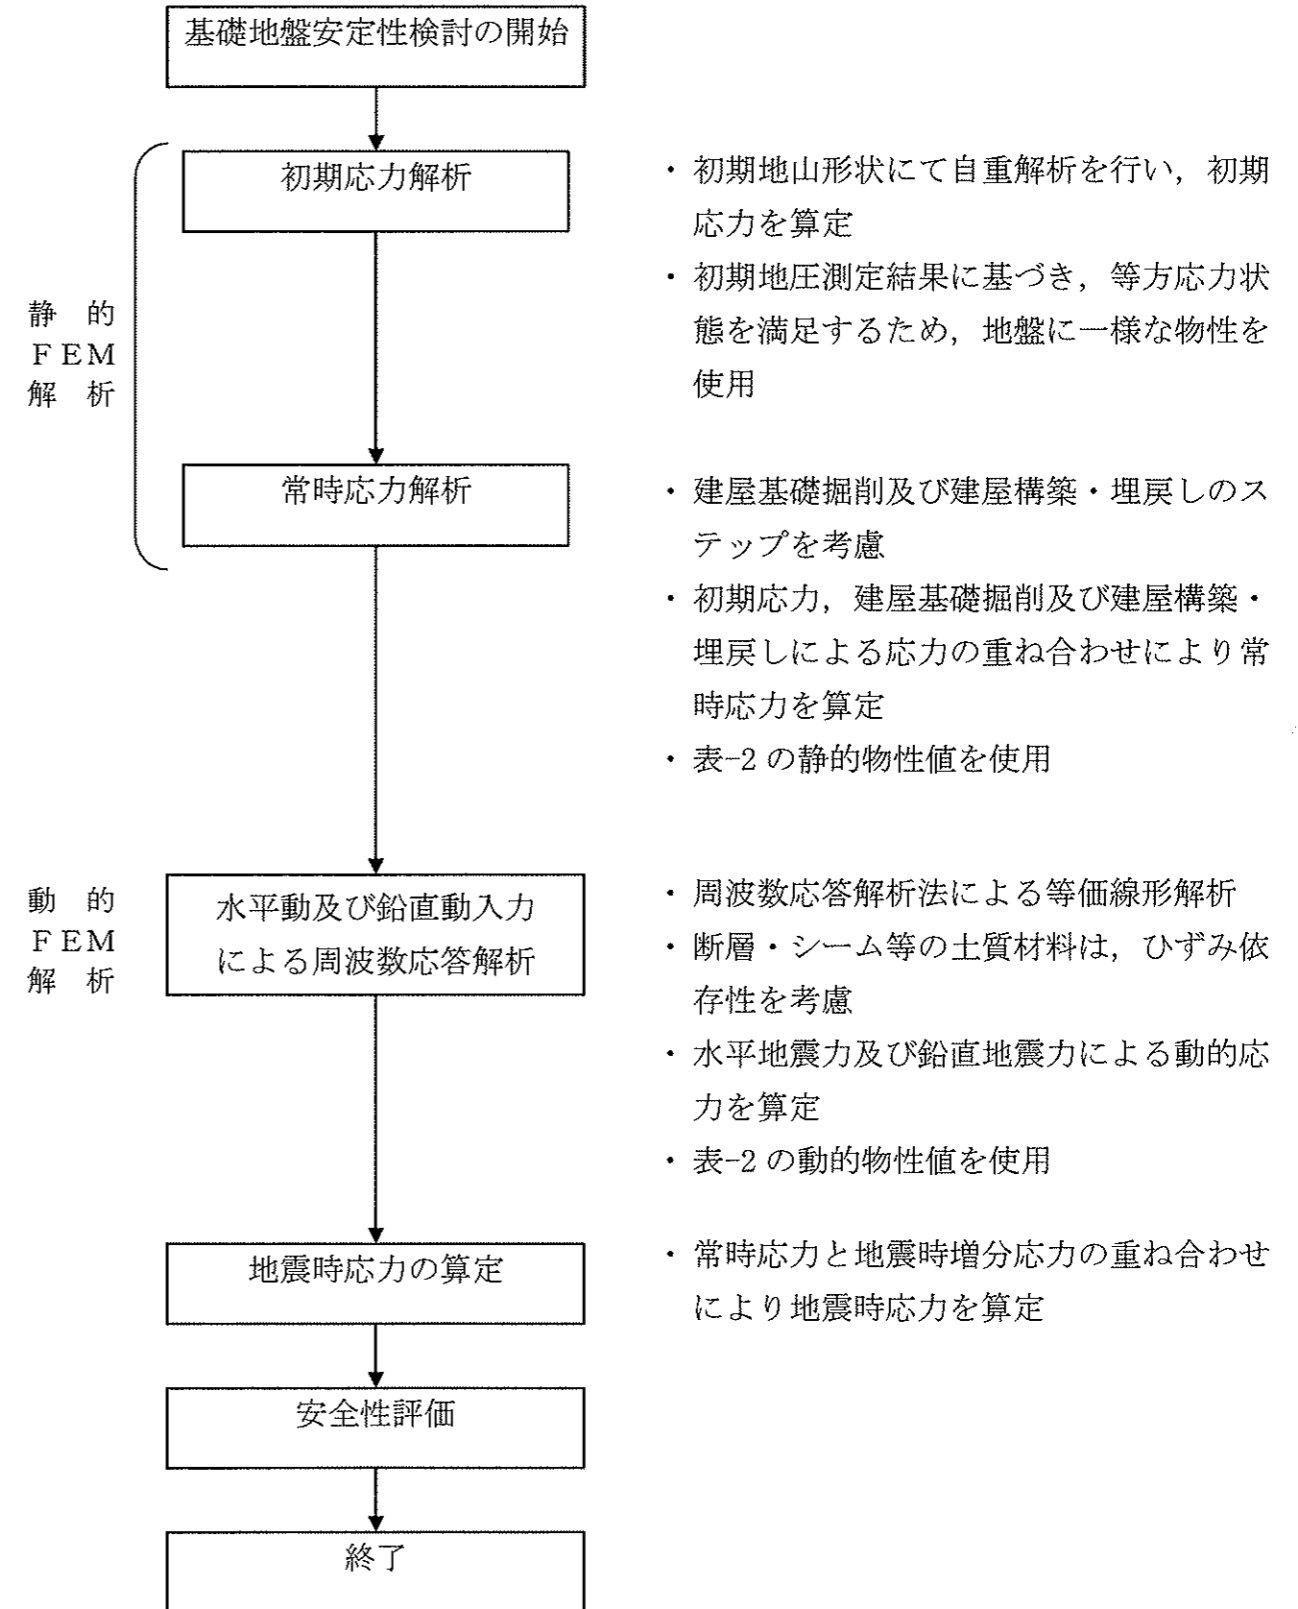 基礎地盤安定性検討の開始
初期応力解析
・初期地山形状にて自重解析を行い，初期
応力を算定
・初期地圧測定結果に基づき，等方応力状
態を満足するため，地盤に一様な物性を
使用
静的
FEM
解析
常時応力解析
・建屋基礎掘削及び建屋構築・埋戻しのス
テップを考慮
・初期応力，建屋基礎掘削及び建屋構築・
埋戻しによる応力の重ね合わせにより常
時応力を算定
・表-2 の静的物性値を使用
動的
FEM
解析
水平動及び鉛直動入力
による周波数応答解析
・周波数応答解析法による等価線形解析
・断層・シーム等の土質材料は，ひずみ依
存性を考慮
・水平地震力及び鉛直地震力による動的応
力を算定
・表-2 の動的物性値を使用
地震時応力の算定
・常時応力と地震時増分応力の重ね合わせ
により地震時応力を算定
安全性評価
終了